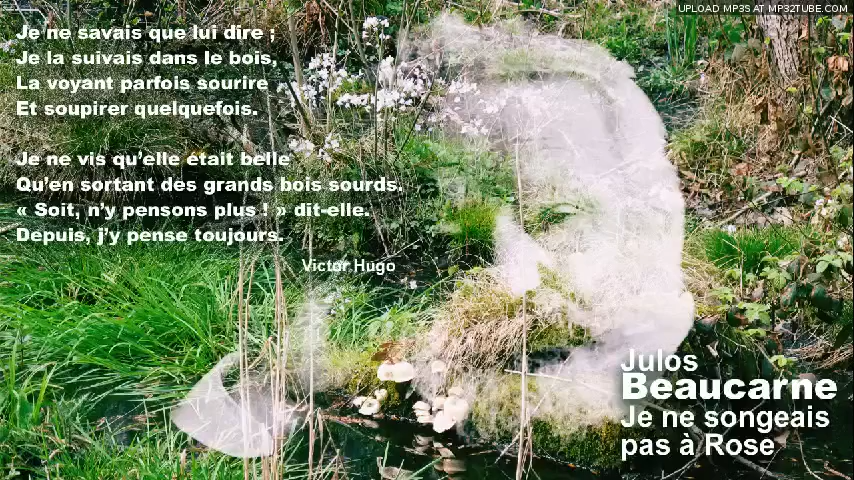 UPLOAD MP3S AT MP32TUBE.COM
Je ne savais que lui dire ;
Je la suivais dans le bois,
La voyant parfois sourire
Et soupirer quelquefois.
Je ne vis qu'elle était belle
Qu'en sortant des grands bois sourds.
« Soit, n'y pensons plus ! » dit-elle.
Depuis, j'y pense toujours.
Victor Hugo
Julos
Beaucarne
Je ne songeais
pas à Rose